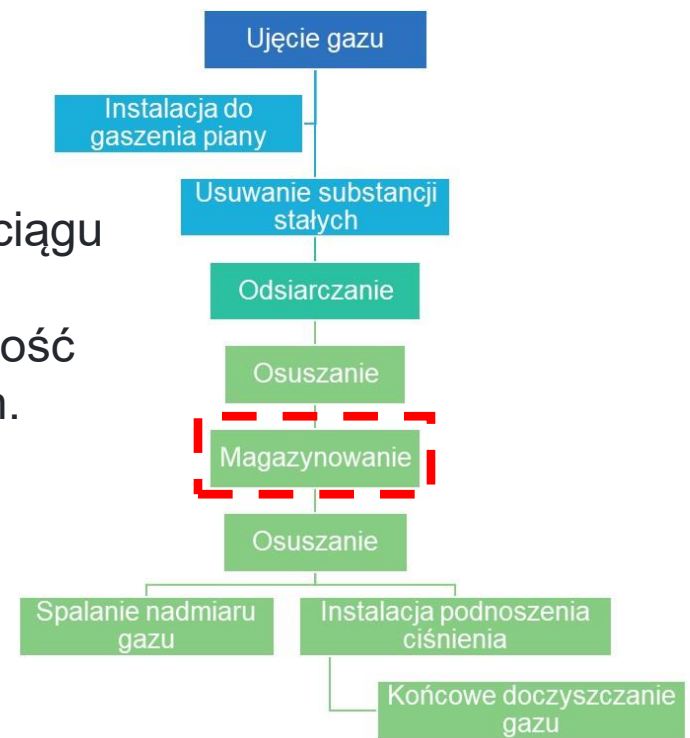 Ujęcie gazu
Instalacja do
gaszenia piany
Usuwanie substancji
stałych
Odsiarczanie
Osuszanie
Magazynowanie
Osuszanie
Spalanie nadmiaru
gazu
Instalacja podnoszenia
ciśnienia
Końcowe doczyszczanie
gazu